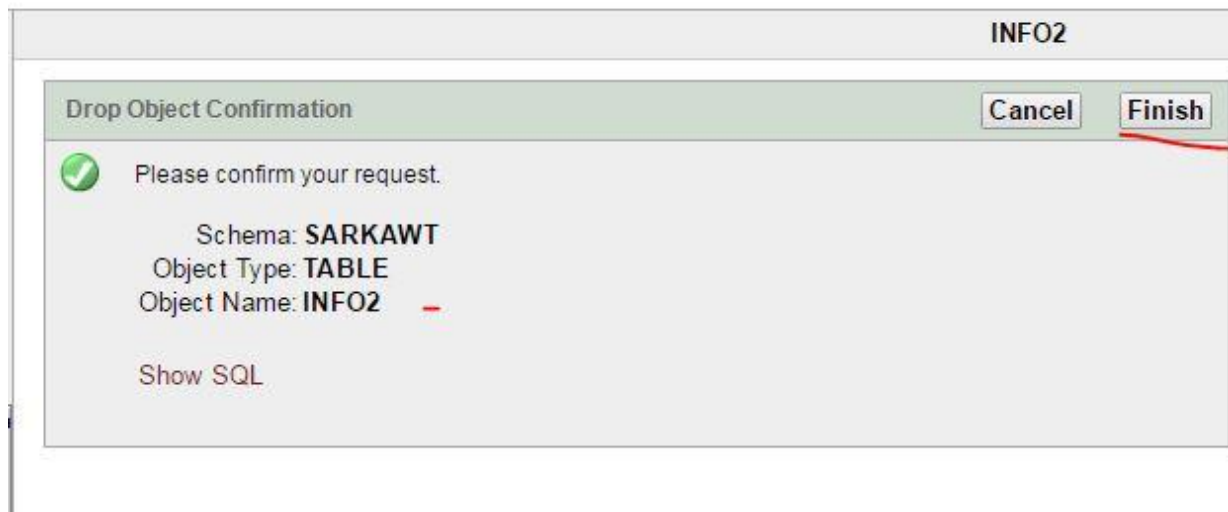 INFO2
Drop Object Confirmation Cancel Finish
Please confirm your request.
Schema: SARKAWT
Object Type: TABLE
Object Name: INFO2
Show SQL